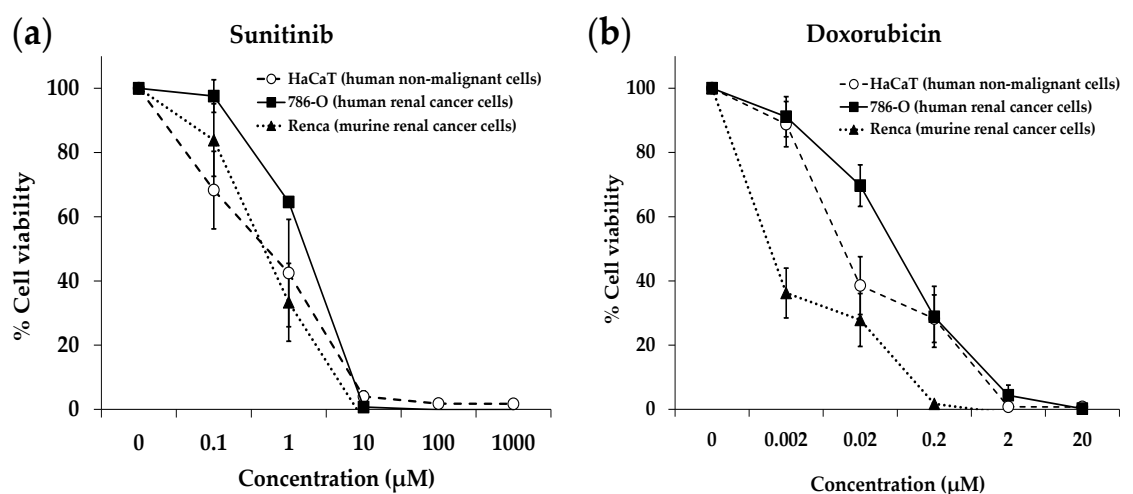 (a)
Sunitinib
HaCaT (human non-malignant cells)
786-O (human renal cancer cells)
Renca (murine renal cancer cells)
% Cell viability
100
80
60
40
20
0
0 0.1 1 10 100 1000
Concentration (µM)
(b)
Doxorubicin
HaCaT (human non-malignant cells)
786-O (human renal cancer cells)
Renca (murine renal cancer cells)
% Cell viability
100
80
60
40
20
0
0 0.002 0.02 0.2 2 20
Concentration (µM)